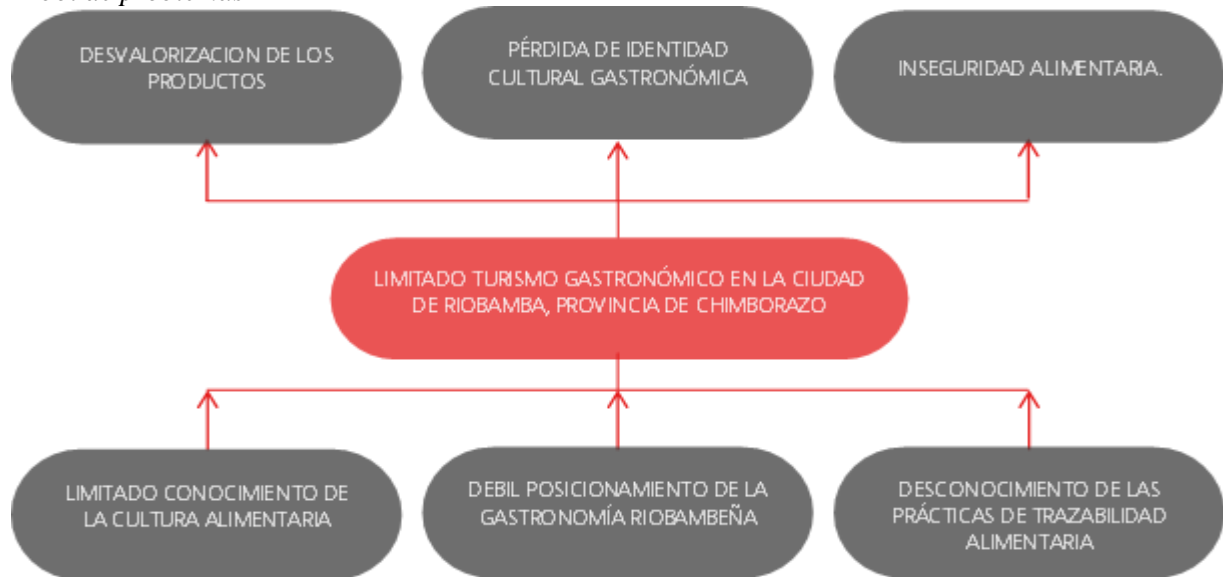 DESVALORIZACION DE LOS
PRODUCTOS
PÉRDIDA DE IDENTIDAD
CULTURAL GASTRONÓMICA
INSEGURIDAD ALIMENTARIA.
LIMITADO TURISMO GASTRONÓMICO EN LA CIUDAD
DE RIOBAMBA, PROVINCIA DE CHIMBORAZO
LIMITADO CONOCIMIENTO DE
LA CULTURA ALIMENTARIA
DEBIL POSICIONAMIENTO DE LA
GASTRONOMÍA RIOBAMBEÑA
DESCONOCIMIENTO DE LAS
PRÁCTICAS DE TRAZABILIDAD
ALIMENTARIA